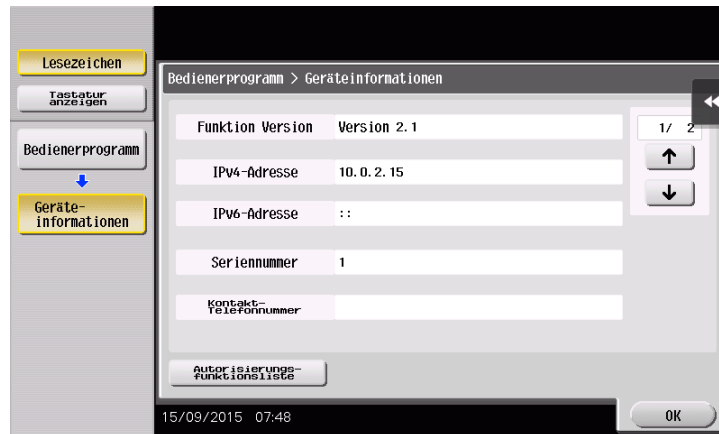 Lesezeichen
Tastatur
anzeigen
Bedienerprogramm
Geräte-
informationen
Bedienerprogramm > Geräteinformationen
Funktion Version Version 2.1
1/ 2
IPv4-Adresse 10.0.2.15
IPv6-Adresse ::
Seriennummer 1
Kontakt-
Telefonnummer
Autorisierungs-
funktionsliste
15/09/2015 07:48
OK